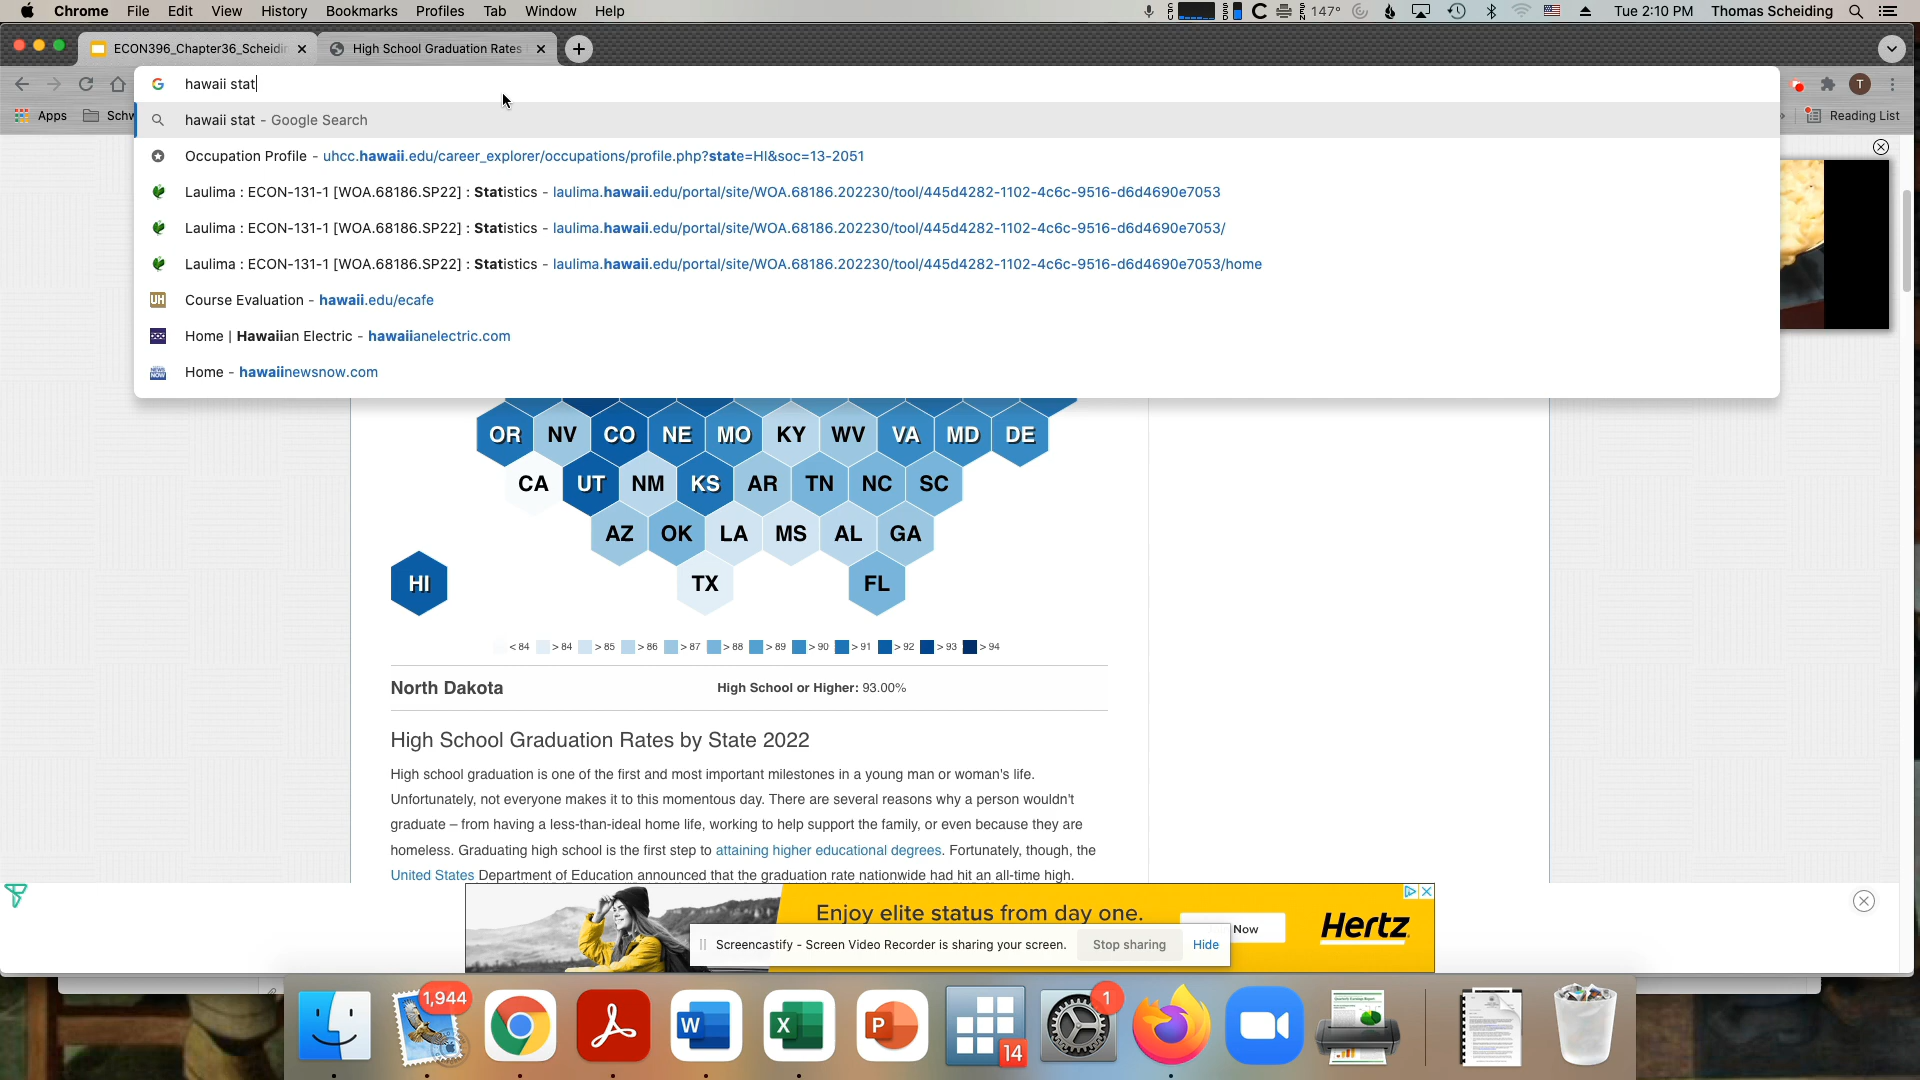 Chrome File Edit View History Bookmarks Profiles Tab Window Help 147° Tue 2:10 PM Thomas Scheiding
ECON396_Chapter36_Scheidi High School Graduation Rates
hawaii stat
T
Apps Schw Reading List
hawaii stat - Google Search
Occupation Profile - uhcc.hawaii.edu/career_explorer/occupations/profile.php?state=HI&soc=13-2051
Laulima : ECON-131-1 [WOA.68186.SP22] : Statistics - laulima.hawaii.edu/portal/site/WOA.68186.202230/tool/445d4282-1102-4c6c-9516-d6d4690e7053
Laulima : ECON-131-1 [WOA.68186.SP22] : Statistics - laulima.hawaii.edu/portal/site/WOA.68186.202230/tool/445d4282-1102-4c6c-9516-d6d4690e7053/
Laulima : ECON-131-1 [WOA.68186.SP22] : Statistics - laulima.hawaii.edu/portal/site/WOA.68186.202230/tool/445d4282-1102-4c6c-9516-d6d4690e7053/home
UH Course Evaluation - hawaii.edu/ecafe
Home | Hawaiian Electric - hawaiianelectric.com
Home - hawaiinewsnow.com
OR NV CO NE MO KY WV VA MD DE
CA UT NM KS AR TN NC SC
AZ OK LA MS AL GA
HI TX FL
< 84 > 84 > 85 > 86 > 87 > 88 > 89 > 90 > 91 > 92 > 93 > 94
North Dakota High School or Higher: 93.00%
High School Graduation Rates by State 2022
High school graduation is one of the first and most important milestones in a young man or woman's life.
Unfortunately, not everyone makes it to this momentous day. There are several reasons why a person wouldn't
graduate – from having a less-than-ideal home life, working to help support the family, or even because they are
homeless. Graduating high school is the first step to attaining higher educational degrees. Fortunately, though, the
United States Department of Education announced that the graduation rate nationwide had hit an all-time high.
Enjoy elite status from day one.
Now
Hertz
Screencastify - Screen Video Recorder is sharing your screen. Stop sharing Hide
1,944 W X P 14 1